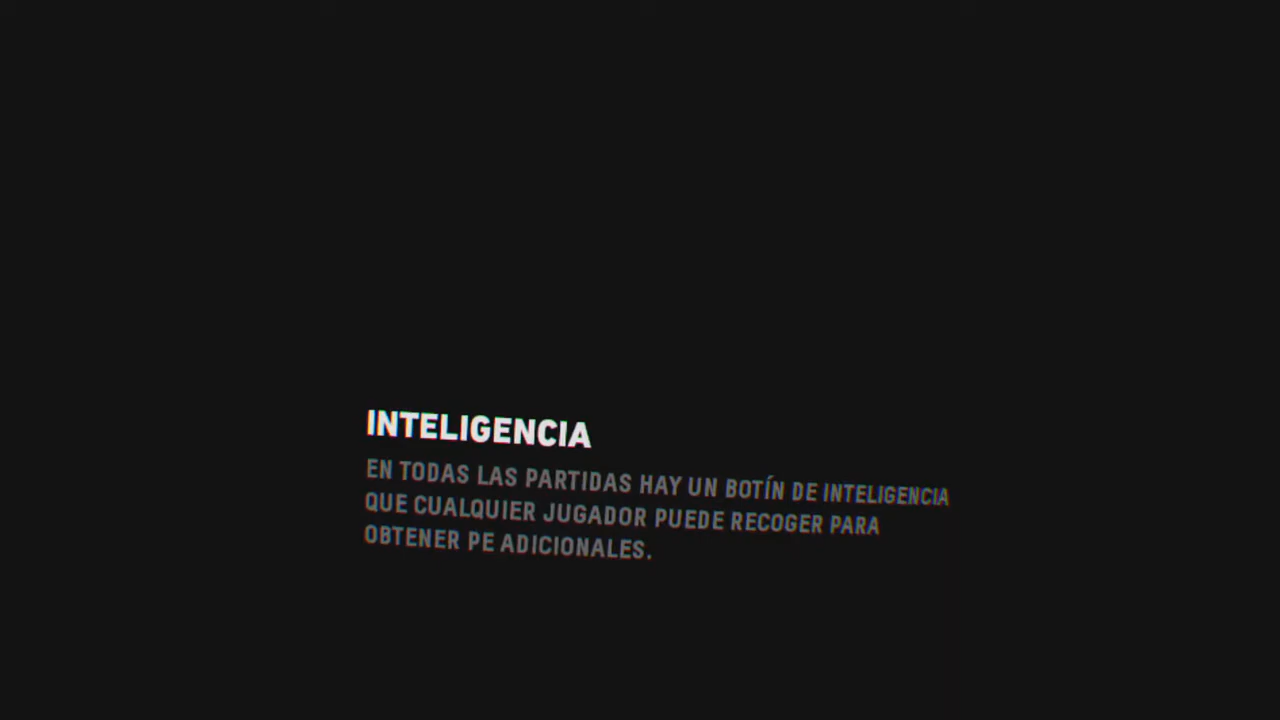 INTELIGENCIA
EN TODAS LAS PARTIDAS HAY UN BOTÍN DE INTELIGENCIA
QUE CUALQUIER JUGADOR PUEDE RECOGER PARA
OBTENER PE ADICIONALES.